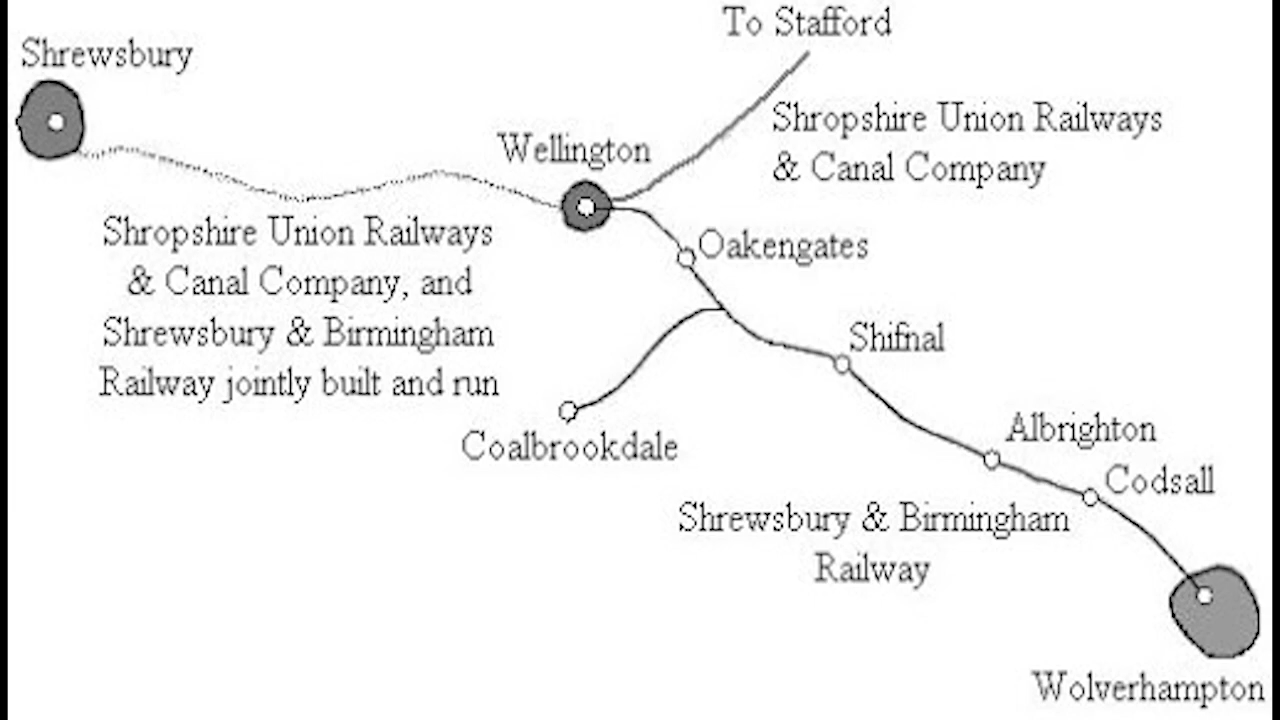 To Stafford
Shrewsbury
Shropshire Union Railways
& Canal Company
Wellington
Shropshire Union Railways
& Canal Company, and
Shrewsbury & Birmingham
Railway jointly built and run
Oakengates
Shifnal
Coalbrookdale
Albrighton
Codsall
Shrewsbury & Birmingham
Railway
Wolverhampton